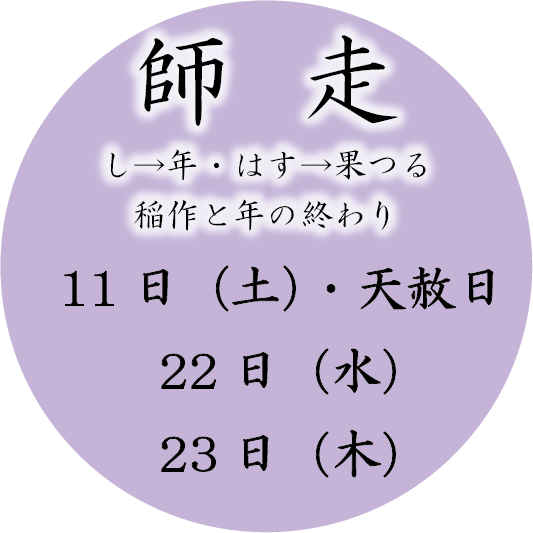 師 走
し→年・はす→果つる
稲作と年の終わり
11日（土）・天赦日
22日（水）
23日（木）